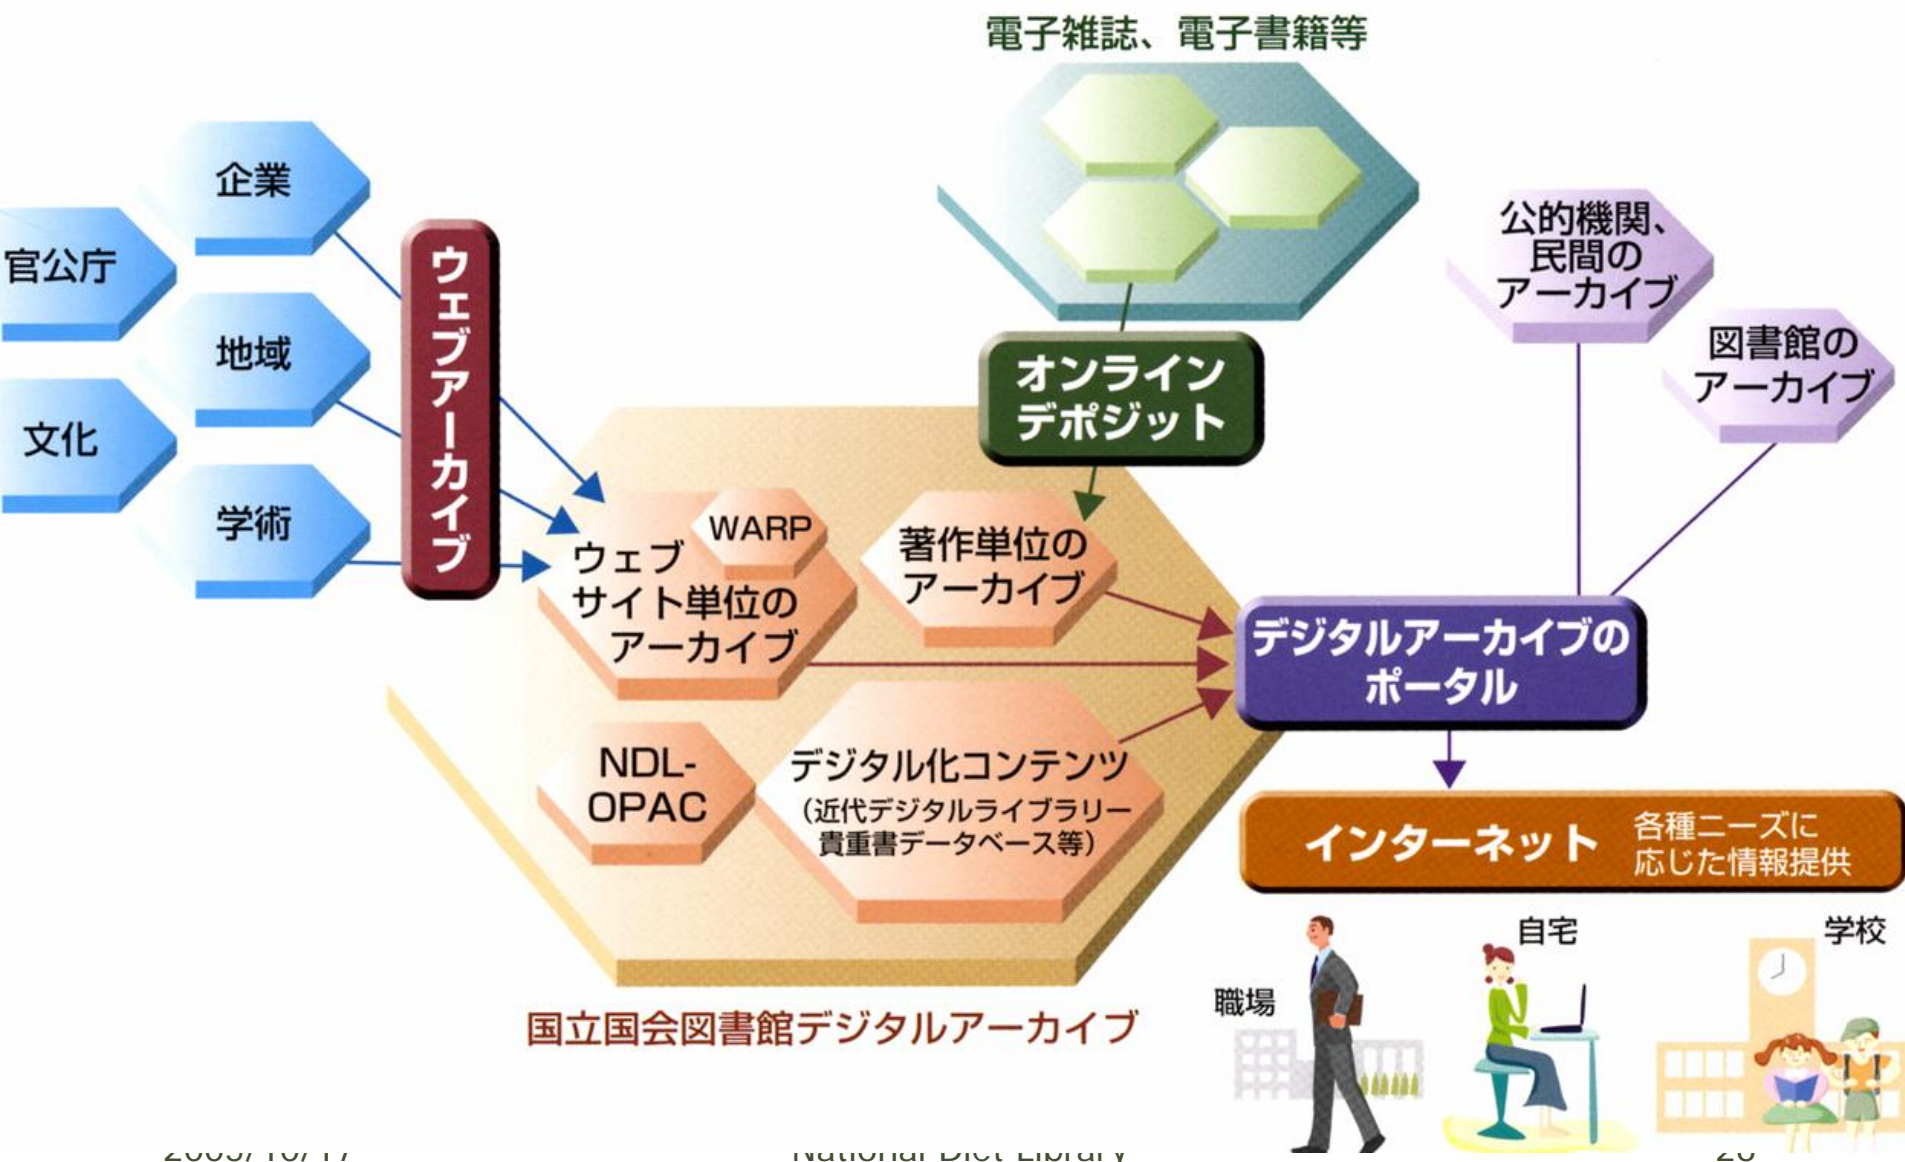 電子雑誌、電子書籍等
企業
官公庁
地域
文化
学術
ウェブアーカイブ
オンライン
デポジット
公的機関、
民間の
アーカイブ
図書館の
アーカイブ
WARP
ウェブ
サイト単位の
アーカイブ
著作単位の
アーカイブ
NDL-
OPAC
デジタル化コンテンツ
(近代デジタルライブラリー
貴重書データベース等)
デジタルアーカイブの
ポータル
インターネット
各種ニーズに
応じた情報提供
国立国会図書館デジタルアーカイブ
職場
自宅
学校
National Diet Library